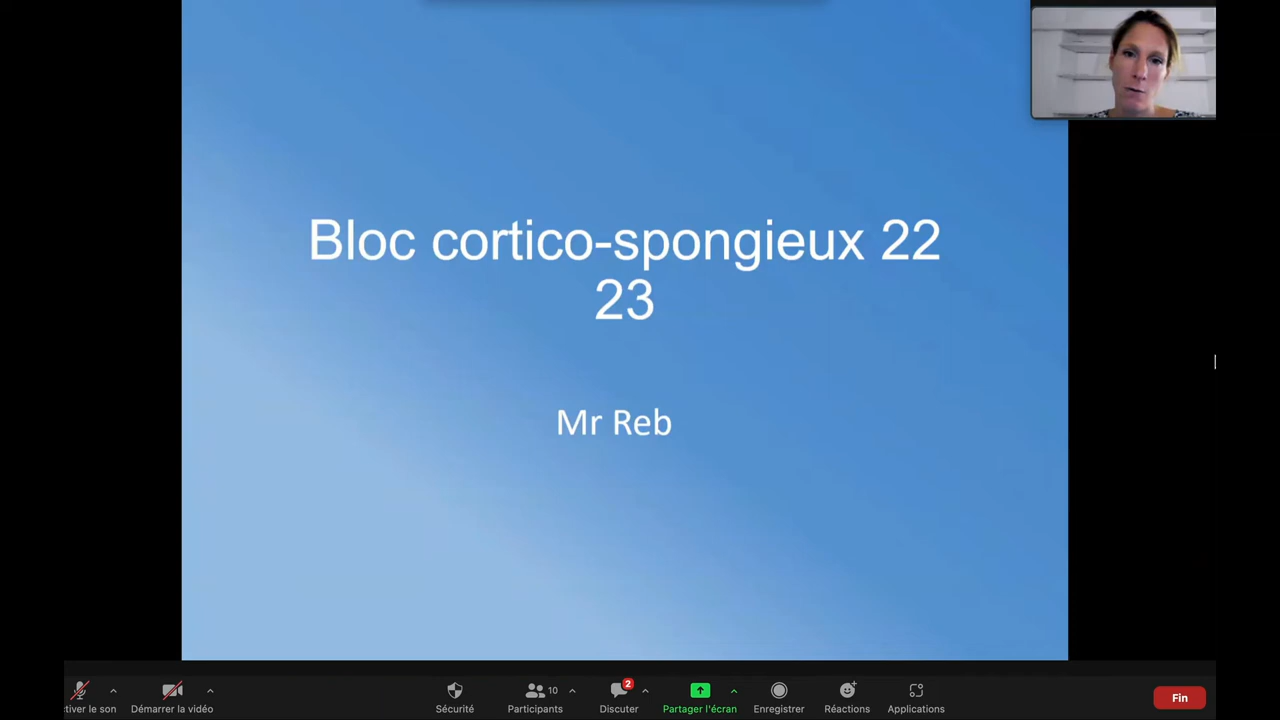 Bloc cortico-spongieux 22
23
Mr Reb
tiver le son
Démarrer la vidéo
Sécurité
10
Participants
2
Discuter
Partager l'écran
Enregistrer
Réactions
Applications
Fin